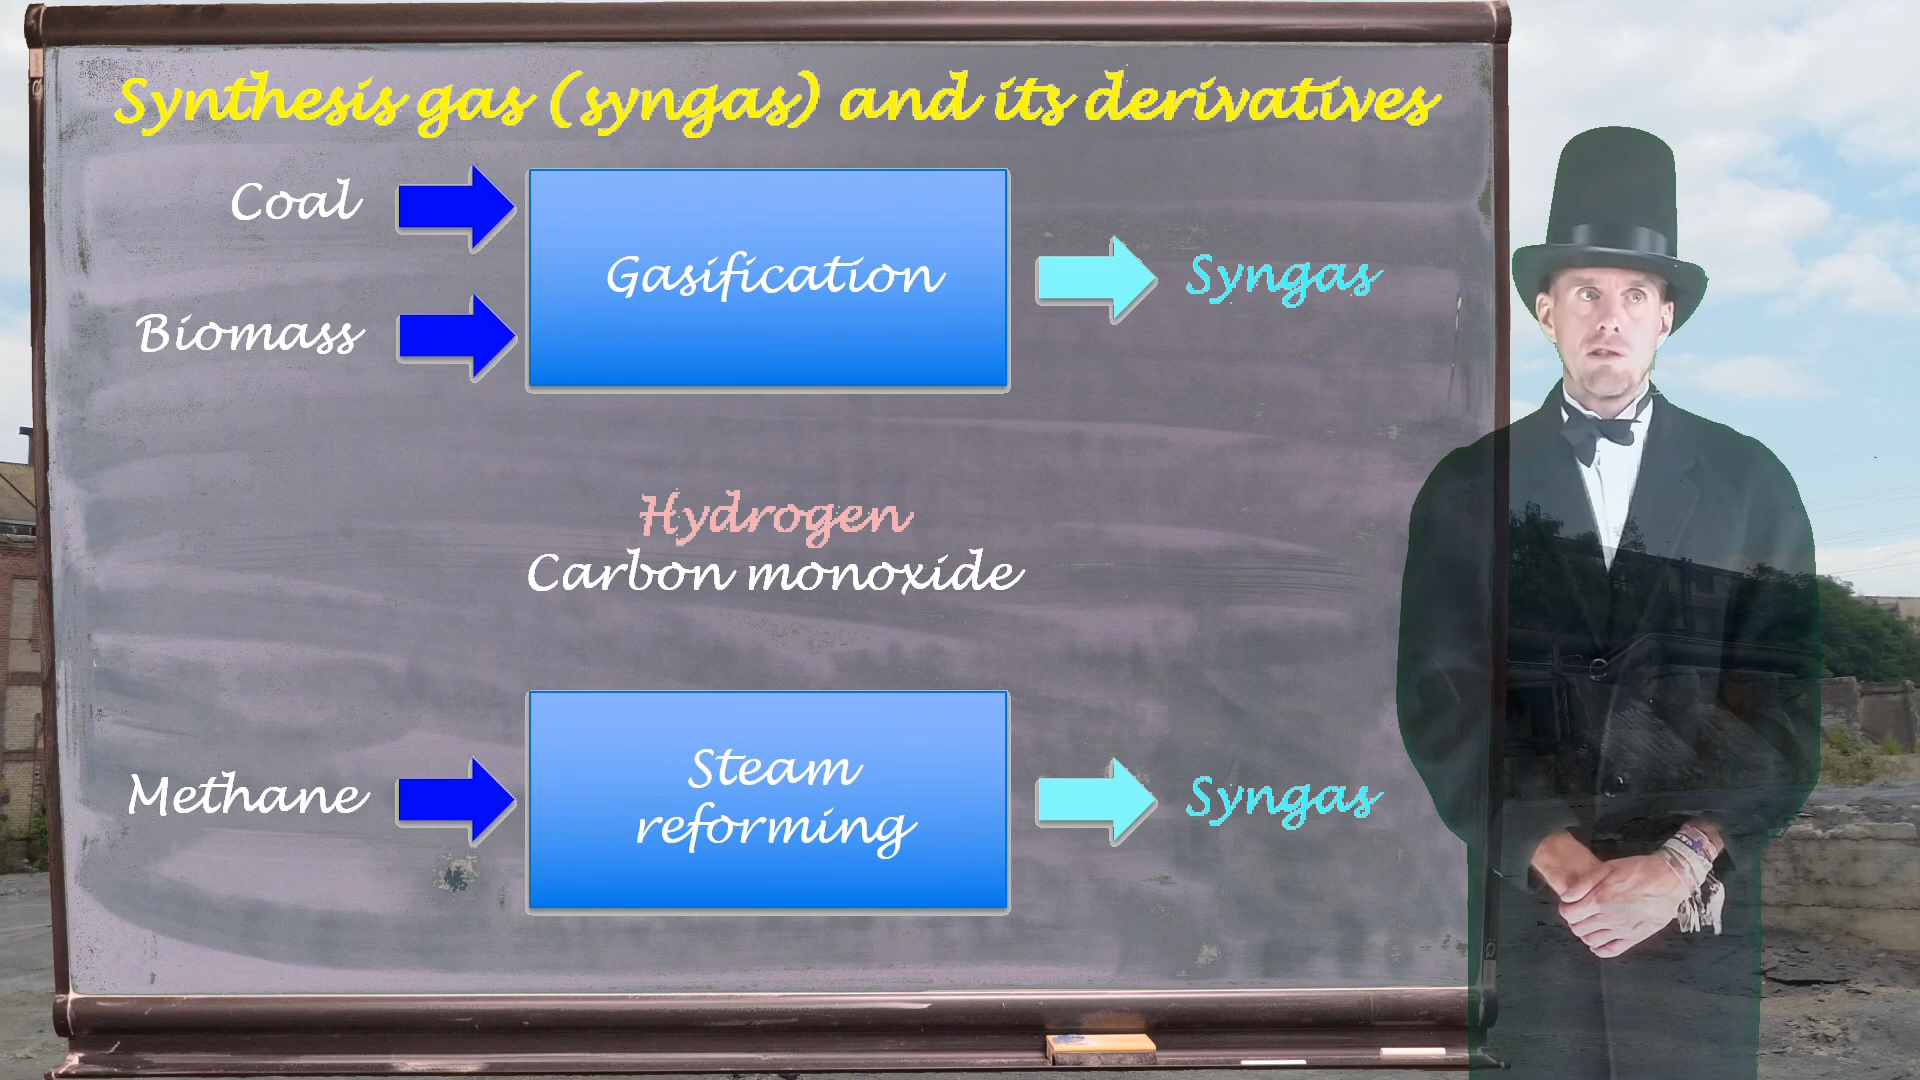 Synthesis gas (syngas) and its derivatives
Coal
Biomass
Gasification
Syngas
Hydrogen
Carbon monoxide
Methane
Steam
reforming
Syngas